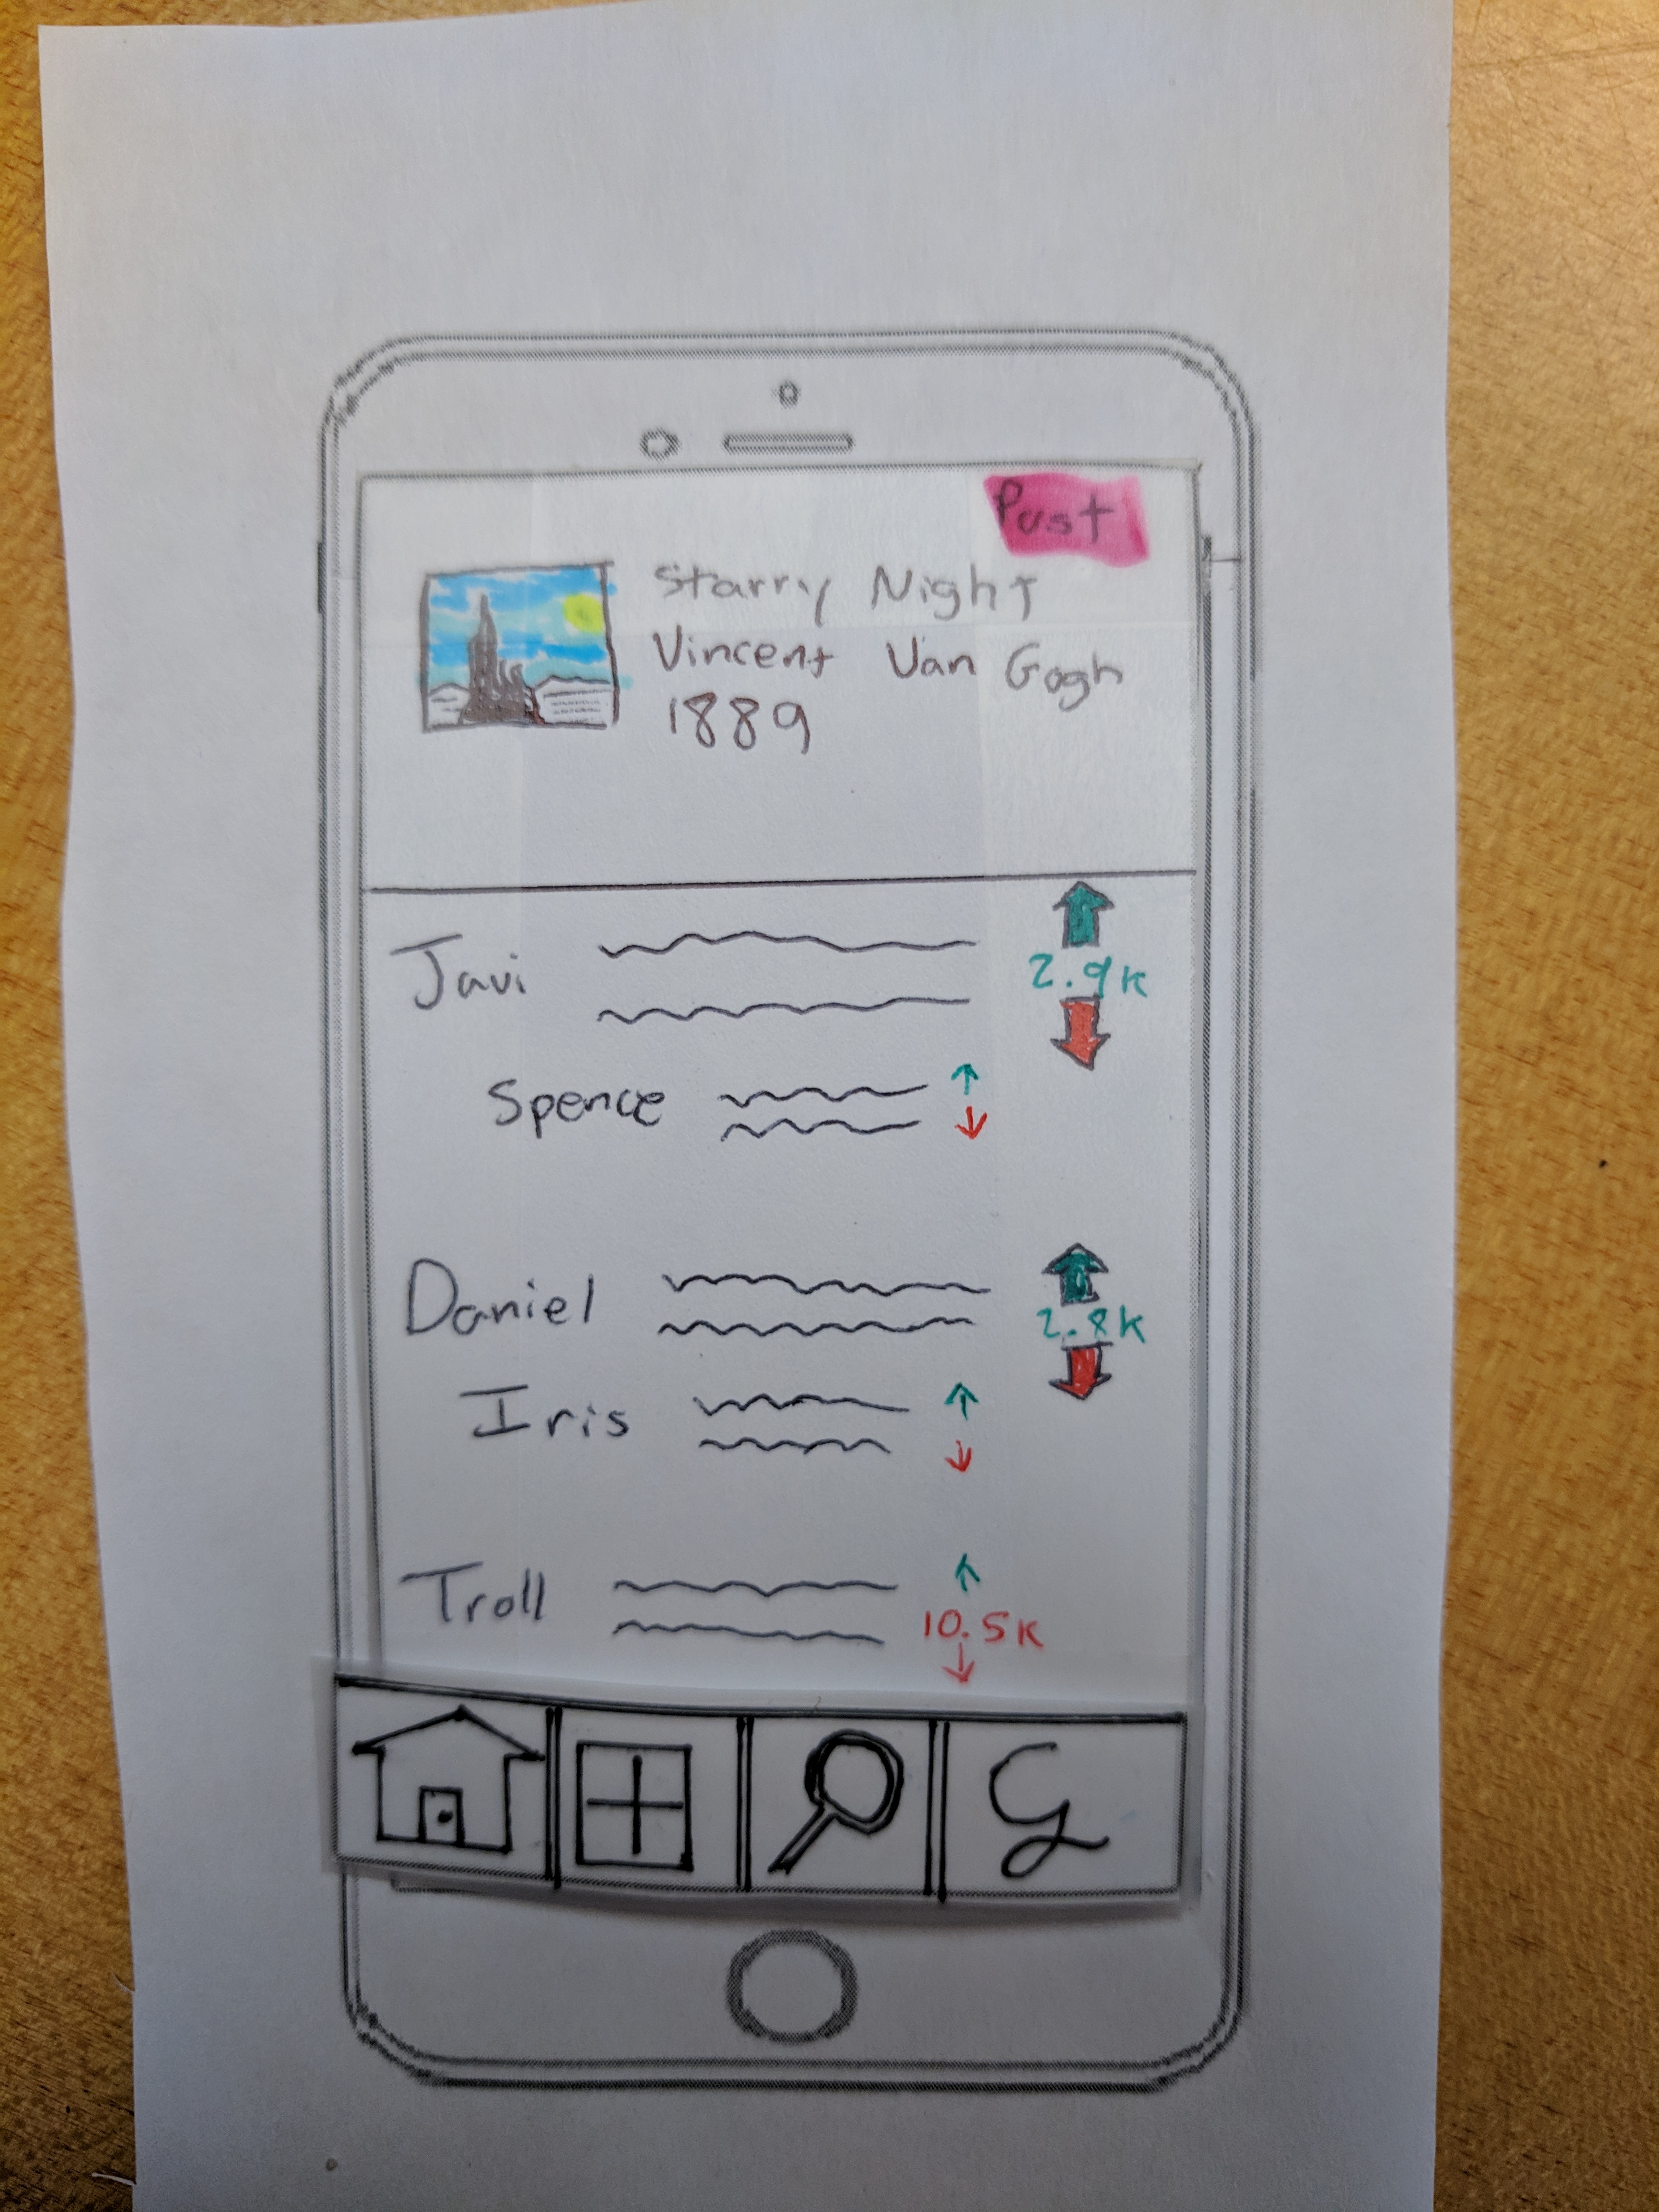 Post
Starry Night
Vincent Van Gogh
1889
Javi
2.9k
Spence
Daniel
2.8k
Iris
Troll
10.5k
G